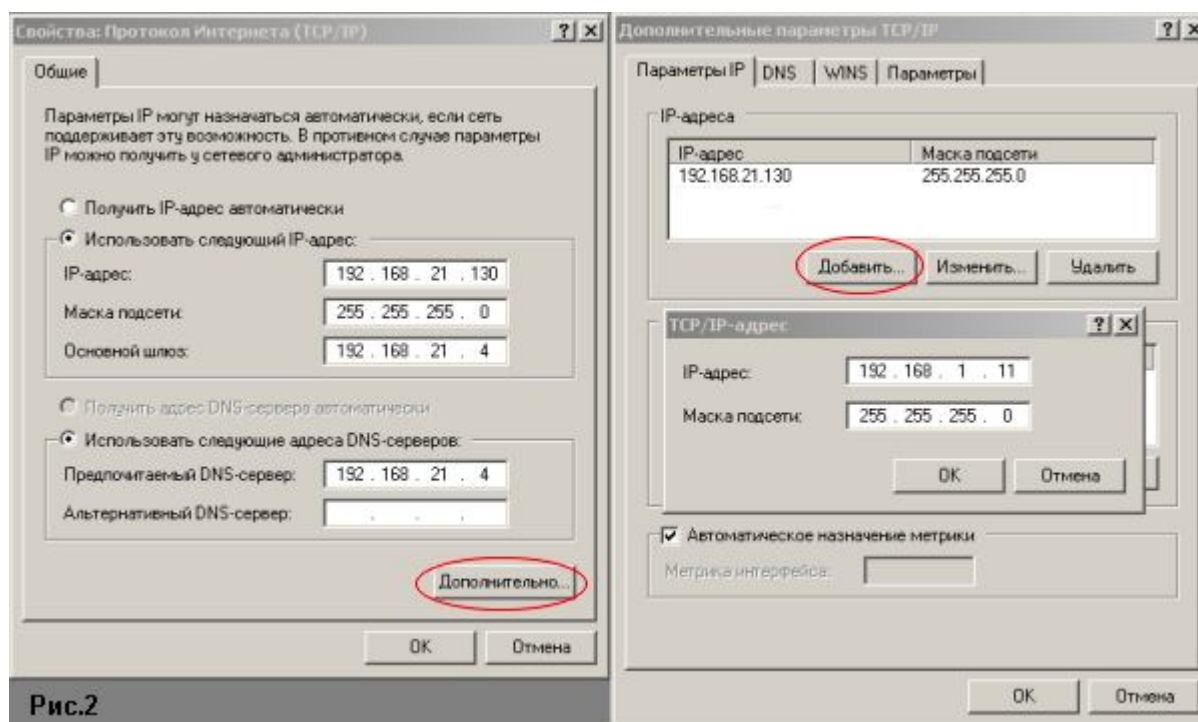 Свойства: Протокол Интернета (TCP/IP)
Общие
Параметры IP могут назначаться автоматически, если сеть
поддерживает эту возможность. В противном случае параметры
IP можно получить у сетевого администратора.
Получить IP-адрес автоматически
Использовать следующий IP-адрес:
IP-адрес: 192 . 168 . 21 . 130
Маска подсети: 255 . 255 . 255 . 0
Основной шлюз: 192 . 168 . 21 . 4
Получить адрес DNS-сервера автоматически
Использовать следующие адреса DNS-серверов:
Предпочитаемый DNS-сервер: 192 . 168 . 21 . 4
Альтернативный DNS-сервер: . . .
Дополнительно...
OK Отмена
Рис.2
Дополнительные параметры TCP/IP
Параметры IP DNS WINS Параметры
IP-адреса
IP-адрес Маска подсети
192.168.21.130 255.255.255.0
Добавить... Изменить... Удалить
TCP/IP-адрес
IP-адрес: 192 . 168 . 1 . 11
Маска подсети: 255 . 255 . 255 . 0
OK Отмена
Автоматическое назначение метрики
Метрика интерфейса:
OK Отмена